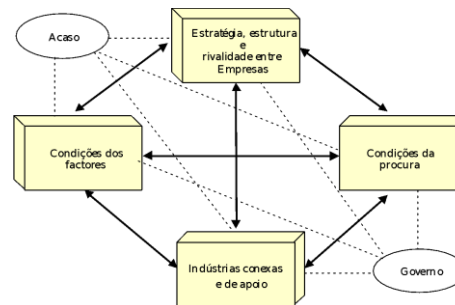 Acaso
Estratégia, estrutura
e
rivalidade entre
Empresas
Condições dos
factores
Condições da
procura
Indústrias conexas
e de apoio
Governo